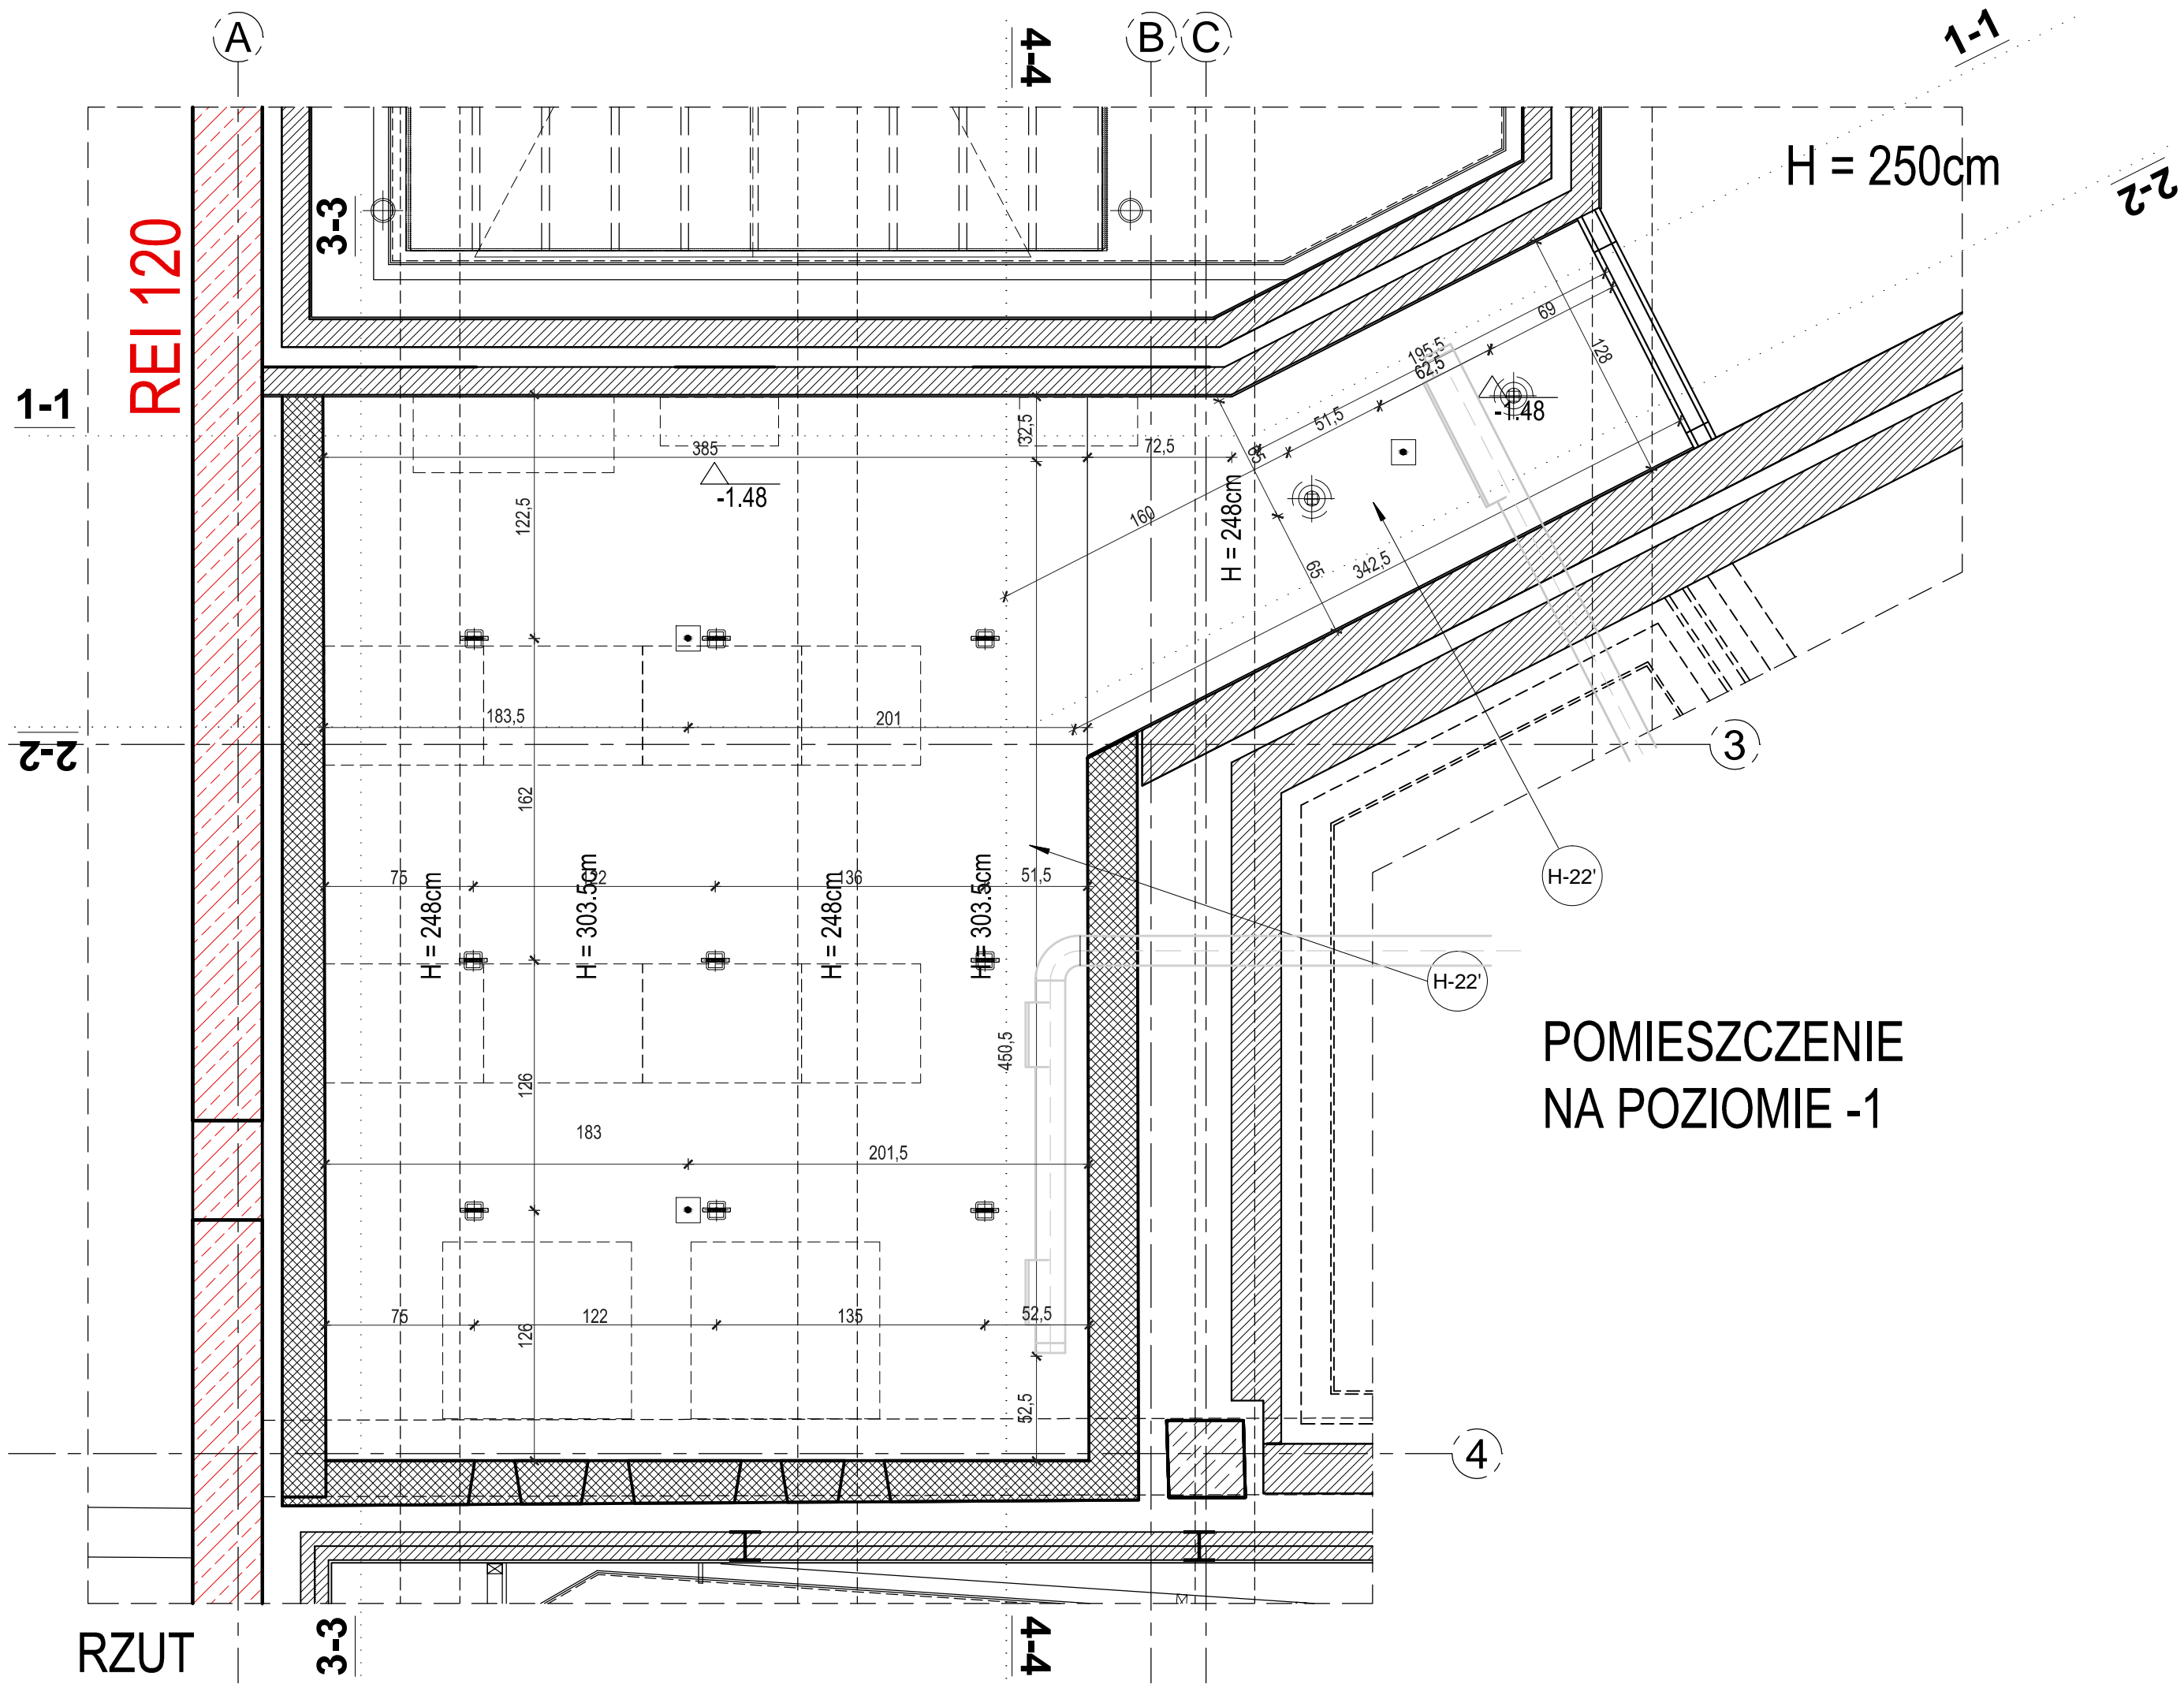 A
4-4
B
C
1-1
H = 250cm
2-2
REI 120
3-3
69
128
195,5
62,5
1-1
-1.48
51,5
32,5
385
72,5
65
-1.48
122,5
160
H = 248cm
65
342,5
183,5
201
2-2
3
162
75
122
136
51,5
H-22'
H = 248cm
H = 303.5cm
H = 248cm
H = 303.5cm
H-22'
450,5
POMIESZCZENIE
NA POZIOMIE -1
126
183
201,5
75
122
135
52,5
126
52,5
4
RZUT
3-3
4-4